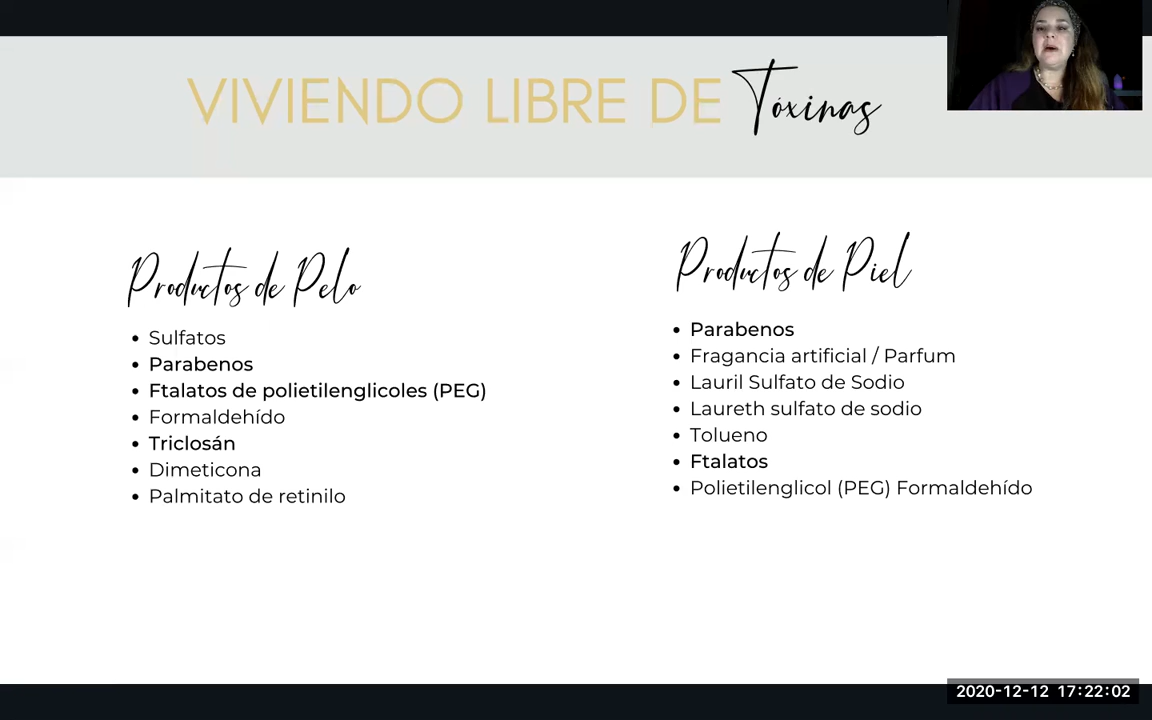 VIVIENDO LIBRE DE Tóxinas
Productos de Pelo
• Sulfatos
• Parabenos
• Ftalatos de polietilenglicoles (PEG)
• Formaldehído
• Triclosán
• Dimeticona
• Palmitato de retinilo
Productos de Piel
• Parabenos
• Fragancia artificial / Parfum
• Lauril Sulfato de Sodio
• Laureth sulfato de sodio
• Tolueno
• Ftalatos
• Polietilenglicol (PEG) Formaldehído
2020-12-12 17:22:02